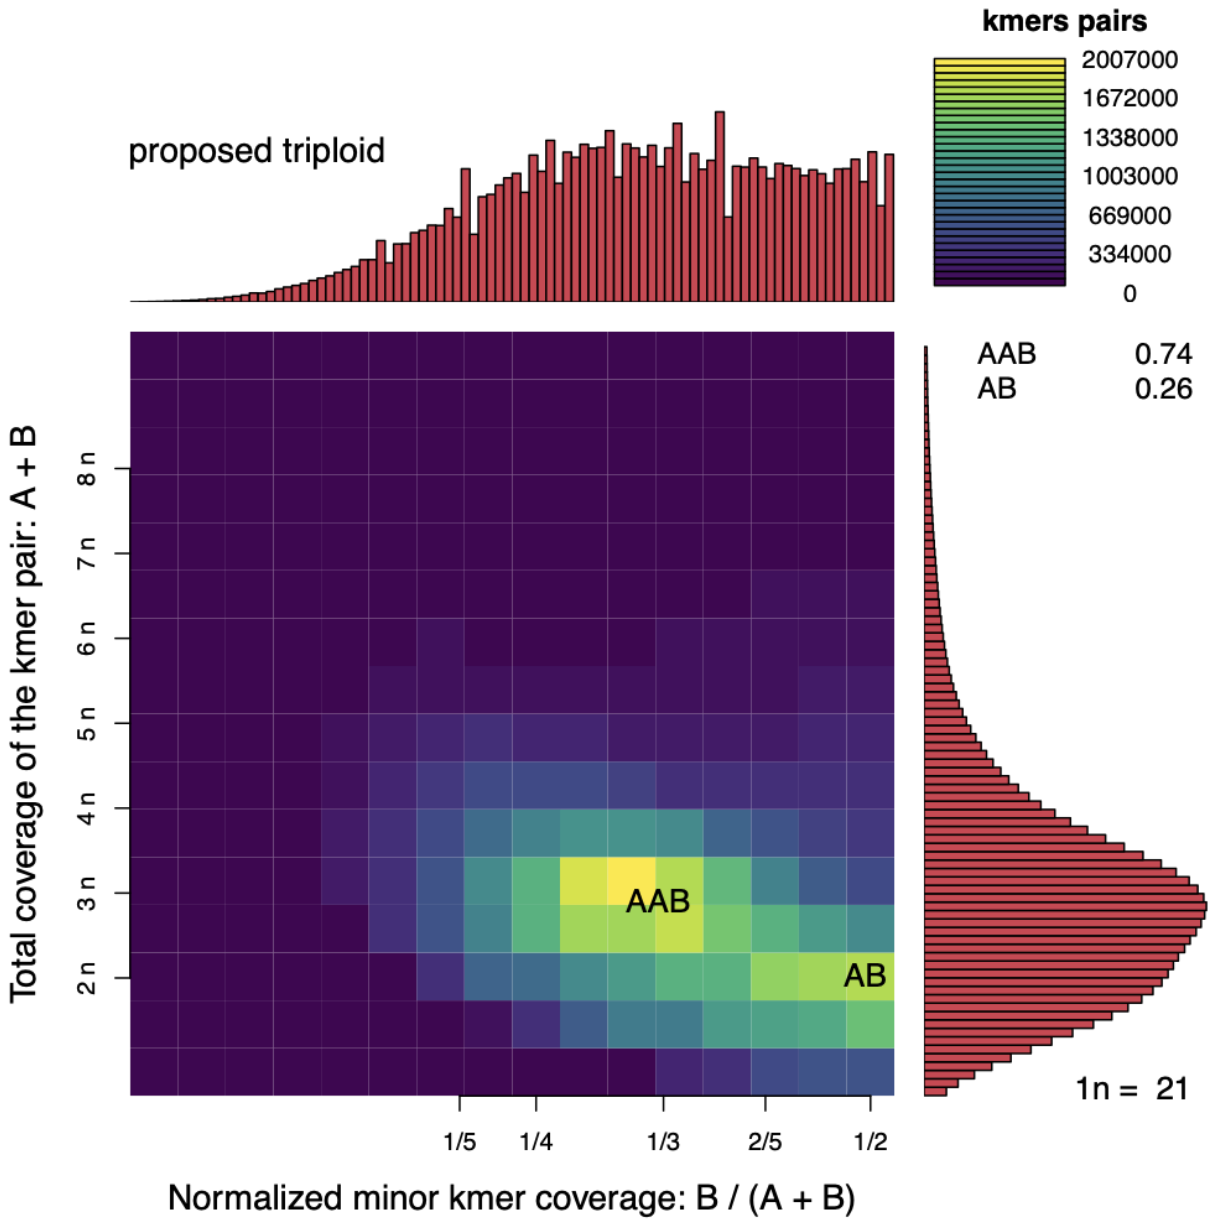 kmers pairs
2007000
1672000
1338000
1003000
669000
334000
0
proposed triploid
AAB 0.74
AB 0.26
Total coverage of the kmer pair: A + B
8 n
7 n
6 n
5 n
4 n
3 n
2 n
AAB
AB
1n = 21
1/5 1/4 1/3 2/5 1/2
Normalized minor kmer coverage: B / (A + B)